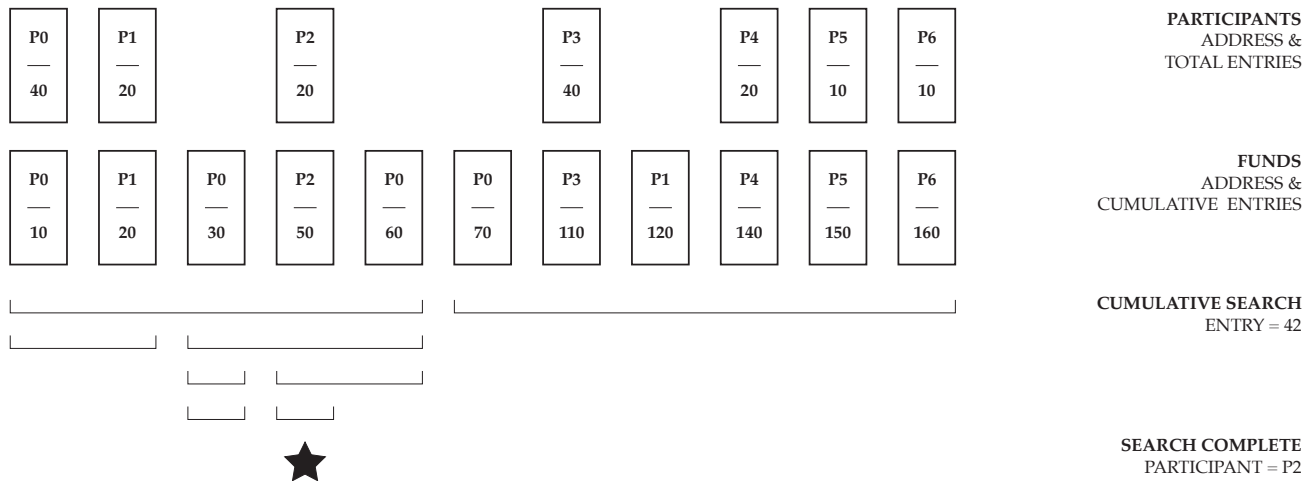 P0 P1 P2 P3 P4 P5 P6
40 20 20 40 20 10 10
PARTICIPANTS
ADDRESS &
TOTAL ENTRIES
P0 P1 P0 P2 P0 P0 P3 P1 P4 P5 P6
10 20 30 50 60 70 110 120 140 150 160
FUNDS
ADDRESS &
CUMULATIVE ENTRIES
CUMULATIVE SEARCH
ENTRY = 42
SEARCH COMPLETE
PARTICIPANT = P2